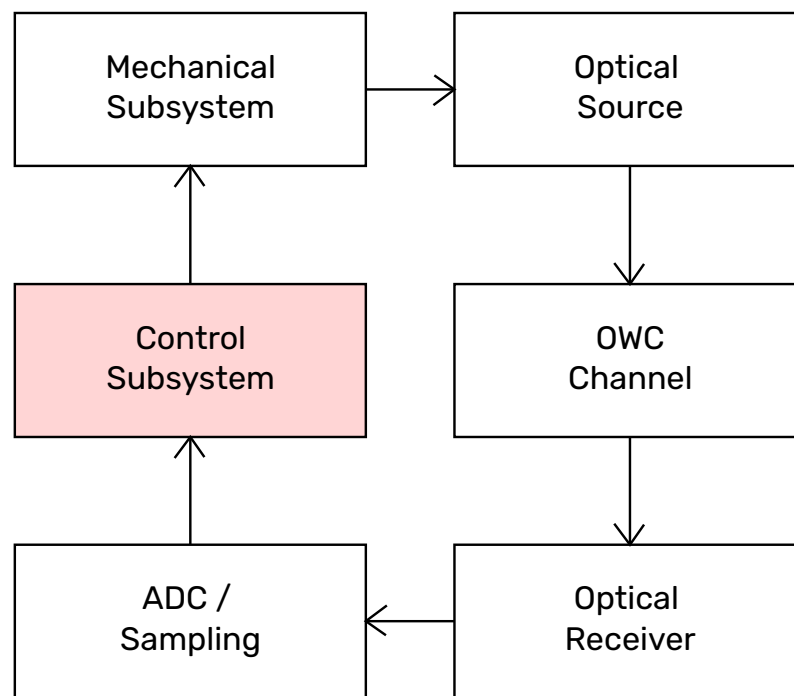 Mechanical
Subsystem
Optical
Source
Control
Subsystem
OWC
Channel
ADC /
Sampling
Optical
Receiver